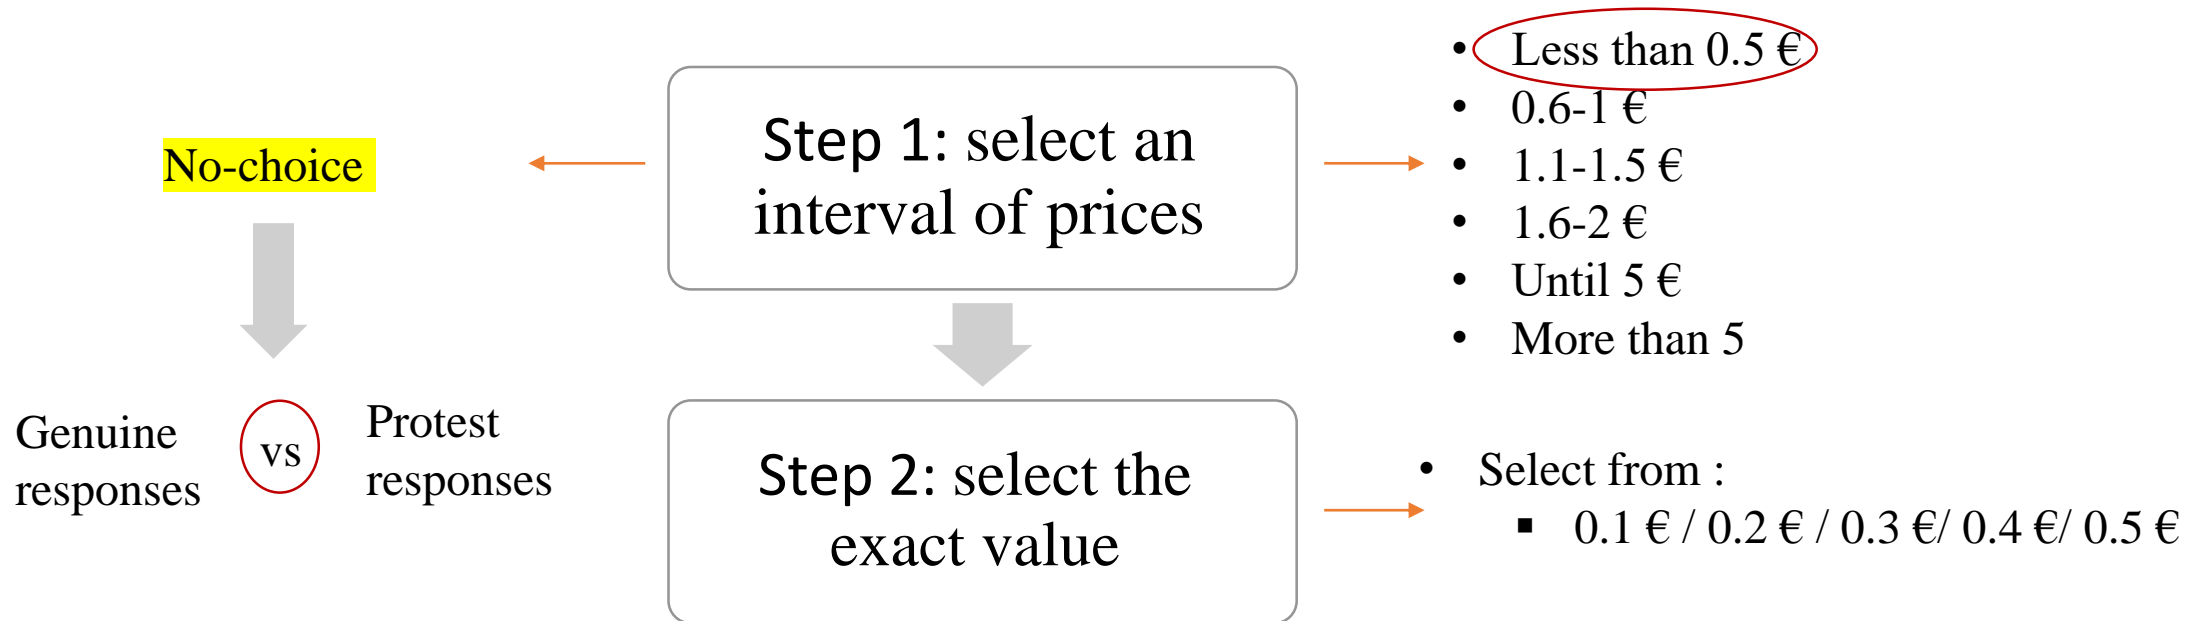 No-choice
Genuine
responses
vs
Protest
responses
Step 1: select an
interval of prices
• Less than 0.5 €
• 0.6-1 €
• 1.1-1.5 €
• 1.6-2 €
• Until 5 €
• More than 5
Step 2: select the
exact value
• Select from :
▪ 0.1 € / 0.2 € / 0.3 €/ 0.4 €/ 0.5 €